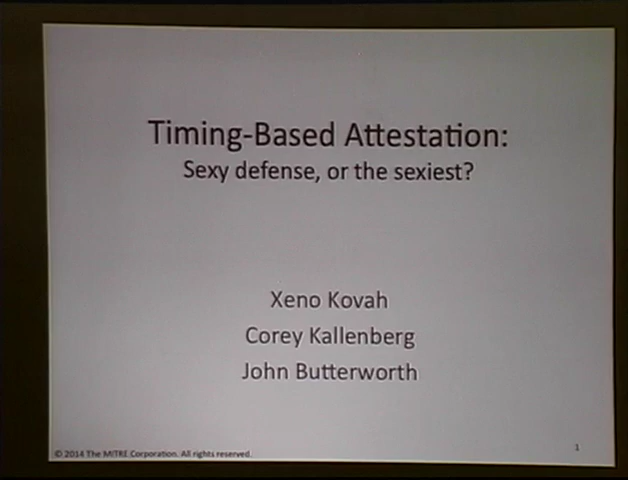 Timing-Based Attestation:
Sexy defense, or the sexiest?
Xeno Kovah
Corey Kallenberg
John Butterworth
© 2014 The MITRE Corporation. All rights reserved.
1